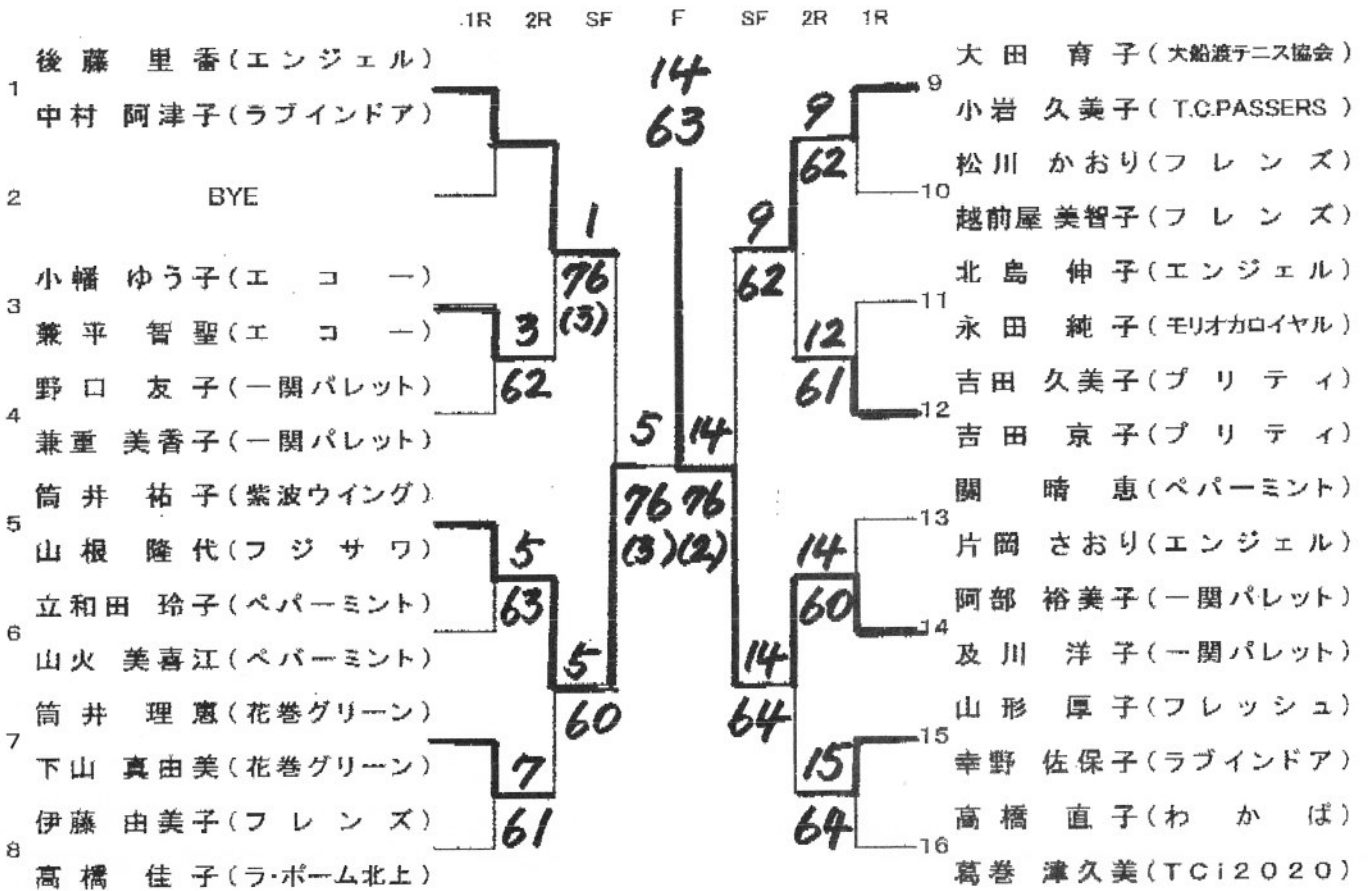 1R 2R SF F SF 2R 1R
後藤 里香(エンジェル)
1
中村 阿津子(ラブインドア)
2 BYE
小幡 ゆう子(エコー)
3
兼平 智聖(エコー)
野口 友子(一関パレット)
4
兼重 美香子(一関パレット)
筒井 祐子(紫波ウイング)
5
山根 隆代(フジサワ)
立和田 玲子(ペパーミント)
6
山火 美喜江(ペパーミント)
筒井 理恵(花巻グリーン)
7
下山 真由美(花巻グリーン)
伊藤 由美子(フレンズ)
8
高橋 佳子(ラ・ポーム北上)
3
62
5
63
7
61
1
76
(3)
5
60
5
76
(3)
14
63
14
76
(2)
9
62
14
64
9
62
12
61
14
60
15
64
大田 育子(大船渡テニス協会)
9
小岩 久美子(T.C.PASSERS)
松川 かおり(フレンズ)
10
越前屋 美智子(フレンズ)
北島 伸子(エンジェル)
11
永田 純子(モリオカロイヤル)
吉田 久美子(プリティ)
12
吉田 京子(プリティ)
關 晴恵(ペパーミント)
13
片岡 さおり(エンジェル)
阿部 裕美子(一関パレット)
14
及川 洋子(一関パレット)
山形 厚子(フレッシュ)
15
幸野 佐保子(ラブインドア)
高橋 直子(わかば)
16
葛巻 津久美(TCi2020)